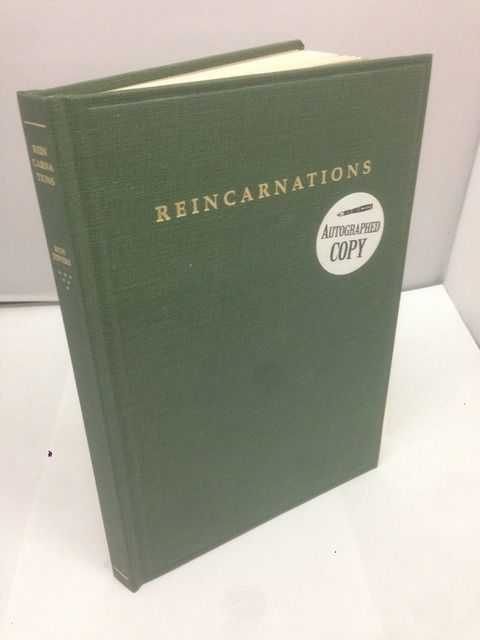 REIN
CARNA
TIONS
REINCARNATIONS
AUTOGRAPHED
COPY